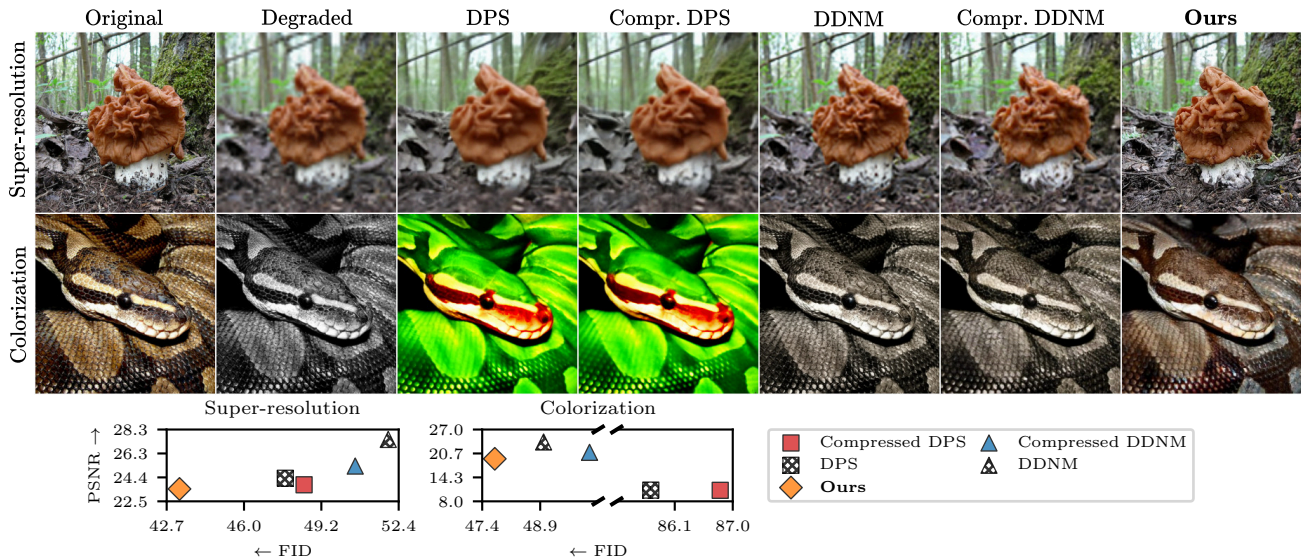 Original Degraded DPS Compr. DPS DDNM Compr. DDNM Ours
Super-resolution
Colorization
Super-resolution
PSNR →
28.3
26.3
24.4
22.5
42.7 46.0 49.2 52.4
← FID
Colorization
27.0
20.7
14.3
8.0
47.4 48.9 86.1 87.0
← FID
Compressed DPS Compressed DDNM
DPS DDNM
Ours